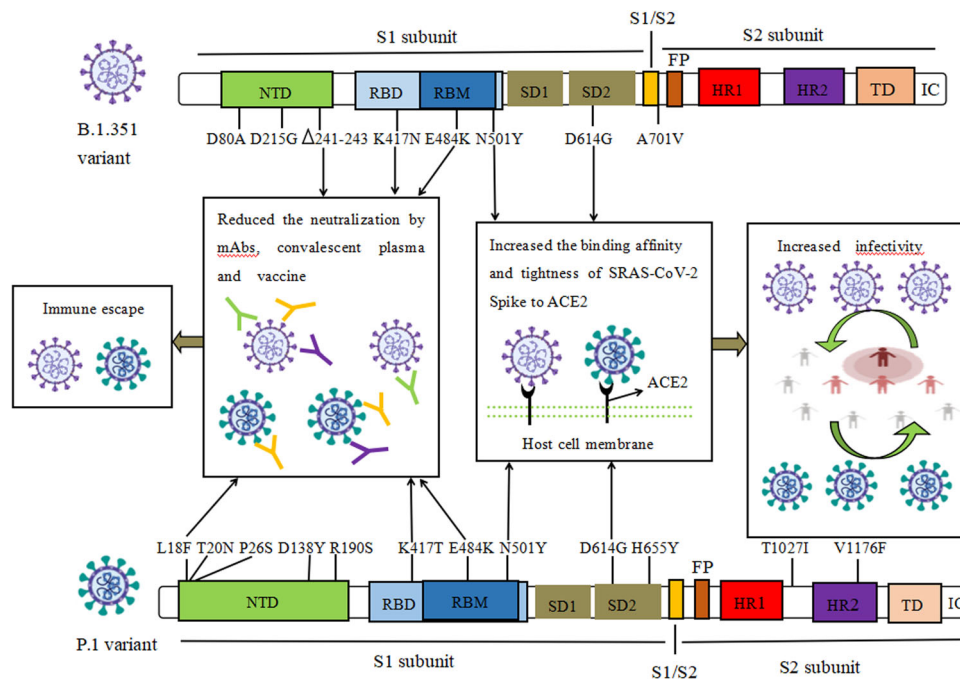 S1/S2
S1 subunit
S2 subunit
FP
NTD
RBD
RBM
SD1
SD2
HR1
HR2
TD
IC
B.1.351
variant
D80A D215G Δ241-243 K417N E484K N501Y D614G A701V
Reduced the neutralization by
mAbs, convalescent plasma
and vaccine
Increased the binding affinity
and tightness of SRAS-CoV-2
Spike to ACE2
ACE2
Host cell membrane
Increased infectivity
Immune escape
L18F T20N P26S D138Y R190S K417T E484K N501Y D614G H655Y T1027I V1176F
FP
NTD
RBD
RBM
SD1
SD2
HR1
HR2
TD
IC
P.1 variant
S1 subunit
S1/S2
S2 subunit